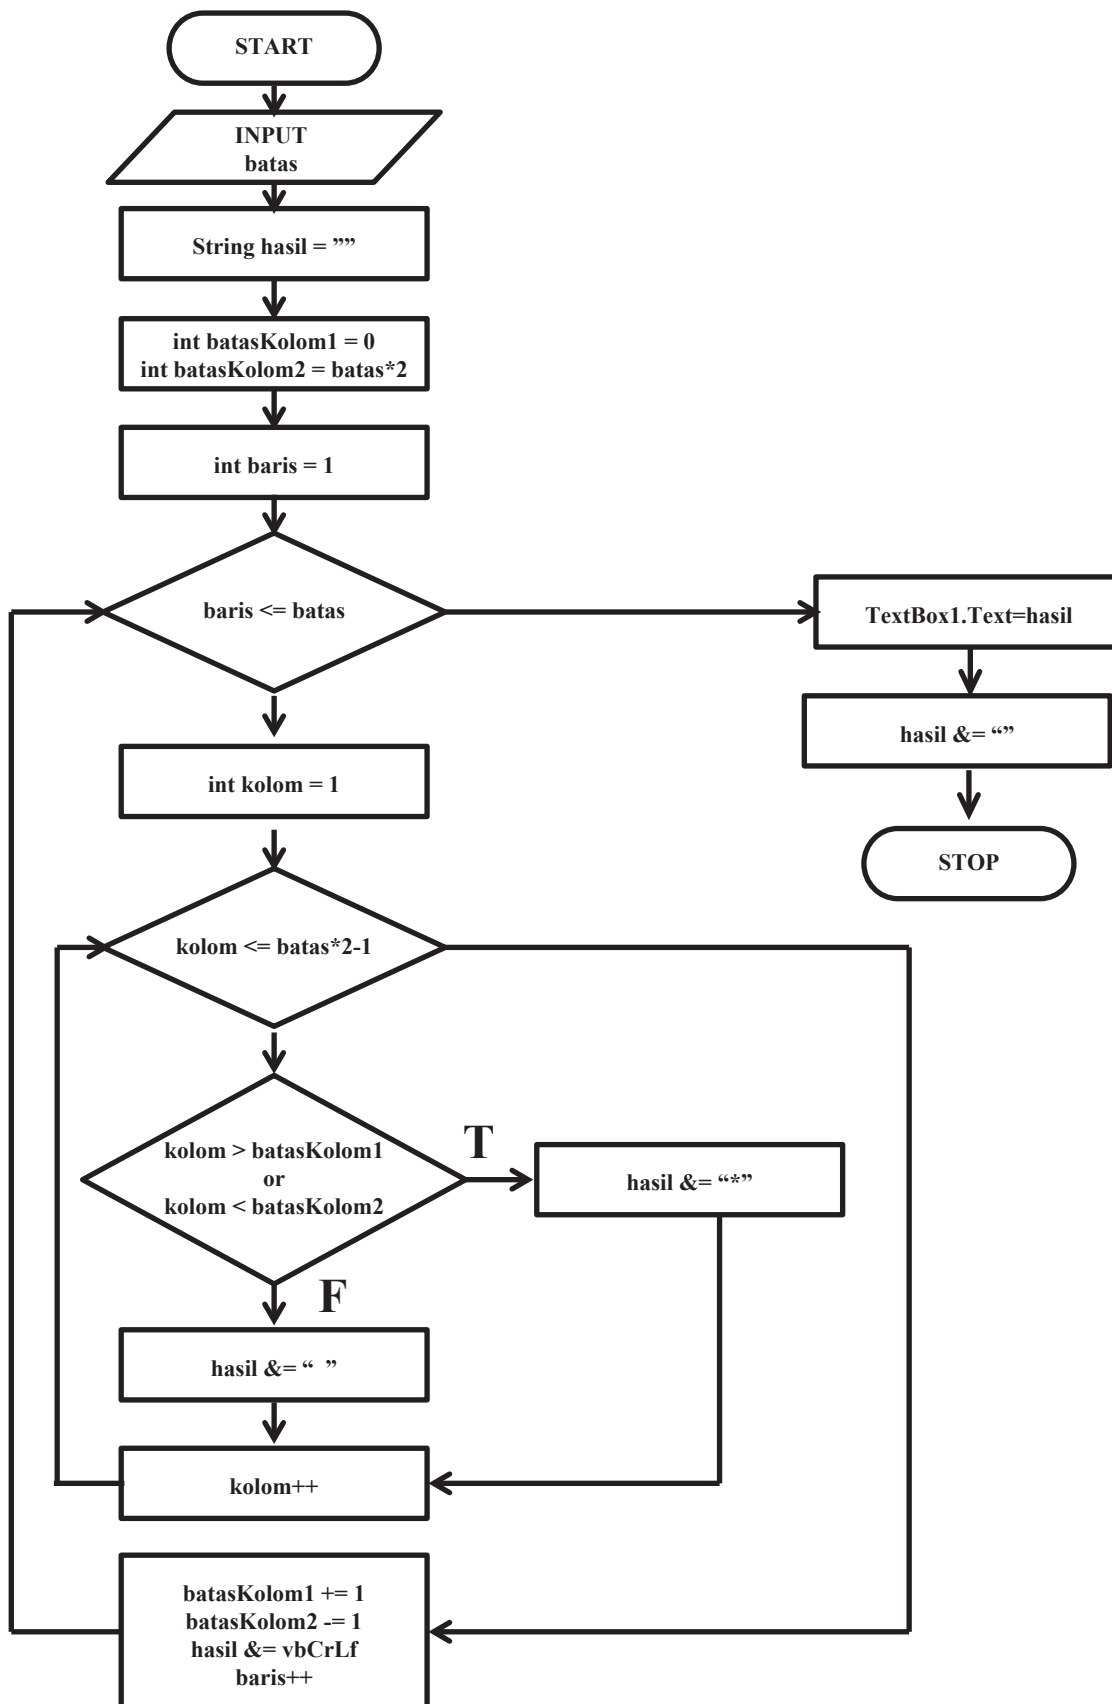 START
INPUT
batas
String hasil = ””
int batasKolom1 = 0
int batasKolom2 = batas*2
int baris = 1
baris <= batas
TextBox1.Text=hasil
hasil &= “”
STOP
int kolom = 1
kolom <= batas*2-1
kolom > batasKolom1
or
kolom < batasKolom2
T
hasil &= “*”
F
hasil &= “  ”
kolom++
batasKolom1 += 1
batasKolom2 -= 1
hasil &= vbCrLf
baris++